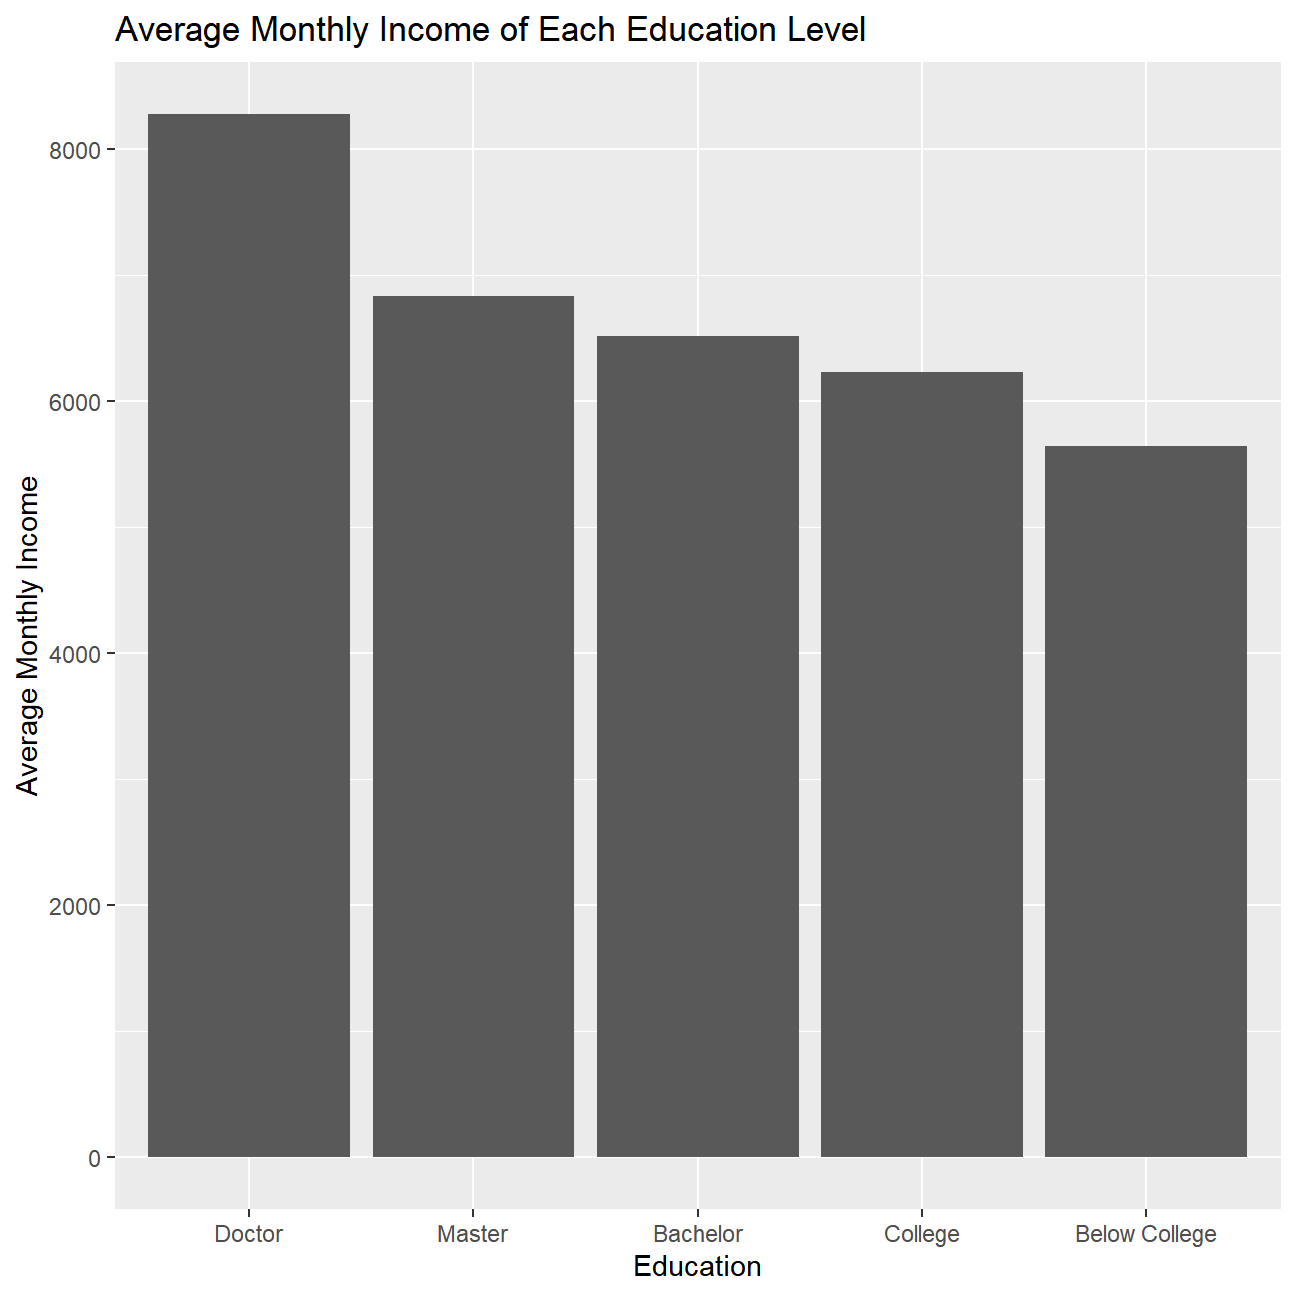 Average Monthly Income of Each Education Level
Average Monthly Income
8000
6000
4000
2000
0
Doctor Master Bachelor College Below College
Education